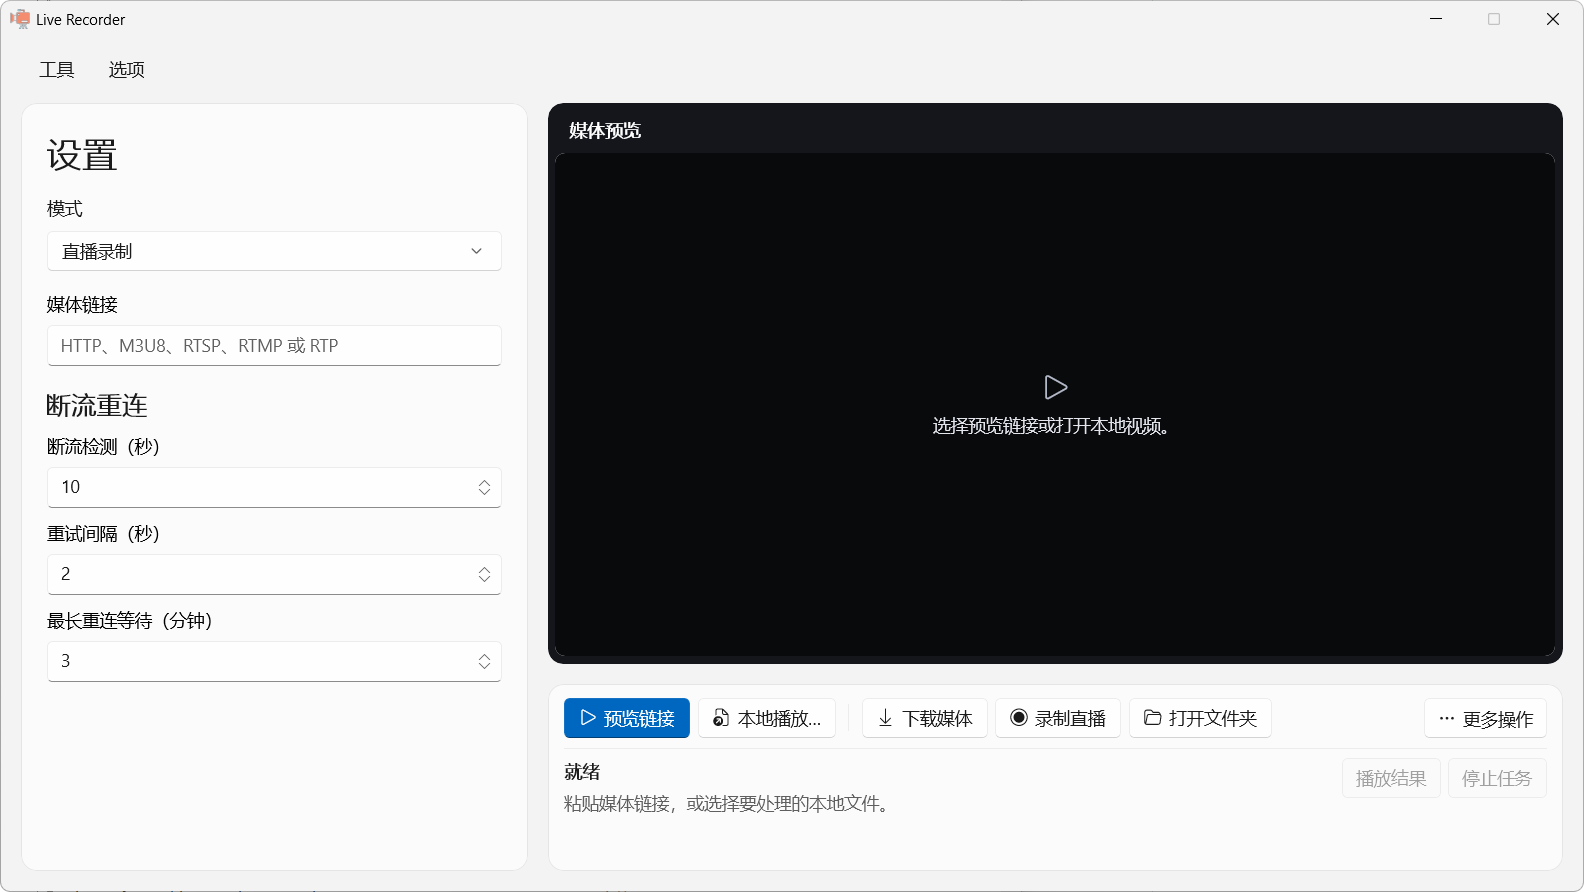 Live Recorder
工具
选项
设置
模式
直播录制
媒体链接
HTTP、M3U8、RTSP、RTMP 或 RTP
断流重连
断流检测（秒）
10
重试间隔（秒）
2
最长重连等待（分钟）
3
媒体预览
选择预览链接或打开本地视频。
预览链接
本地播放...
下载媒体
录制直播
打开文件夹
更多操作
就绪
粘贴媒体链接，或选择要处理的本地文件。
播放结果
停止任务